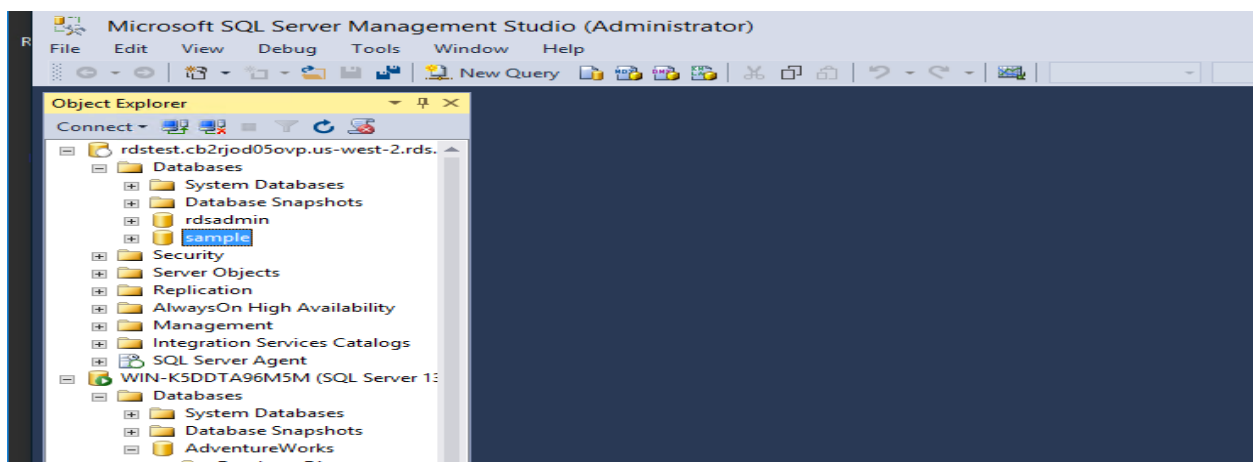 Microsoft SQL Server Management Studio (Administrator)
R
File Edit View Debug Tools Window Help
New Query
Object Explorer
Connect
rdstest.cb2rjod05ovp.us-west-2.rds.
Databases
System Databases
Database Snapshots
rdsadmin
sample
Security
Server Objects
Replication
AlwaysOn High Availability
Management
Integration Services Catalogs
SQL Server Agent
WIN-K5DDTA96M5M (SQL Server 13
Databases
System Databases
Database Snapshots
AdventureWorks